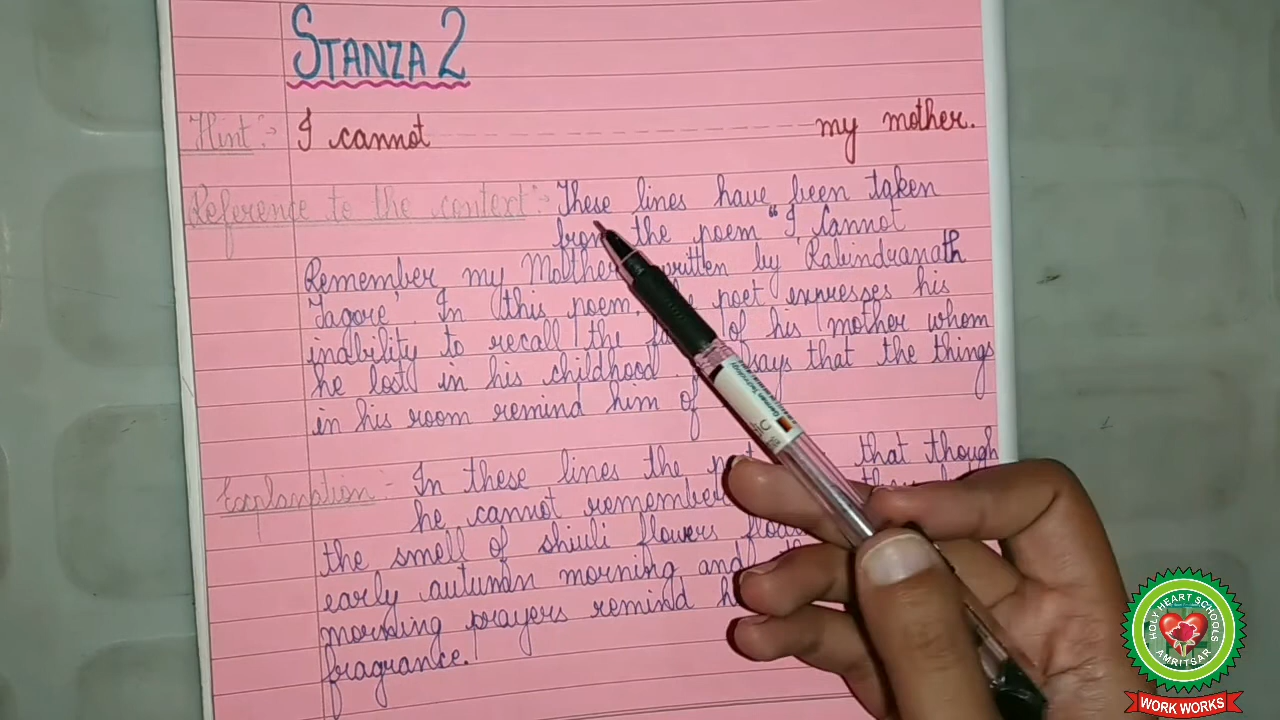 STANZA 2
Hint :- I cannot ---------- my mother.
Reference to the context :- These lines have been taken
from the poem "I Cannot
Remember my Mother written by 'Rabindranath
Tagore'. In this poem, poet expresses his
inability to recall the of his mother whom
he lost in his childhood. says that the things
in his room remind him of
Explanation :- In these lines the that though
he cannot remember
the smell of shiuli flowers
early autumn morning and
morning prayers remind
fragrance.
HOLY HEART SCHOOLS
AMRITSAR
WORK WORKS